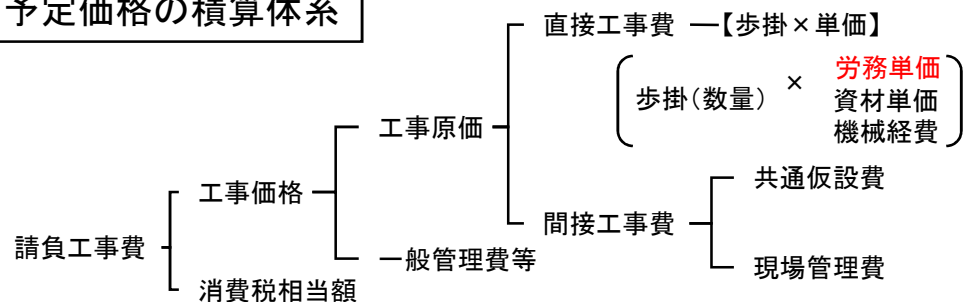 予定価格の積算体系
直接工事費
【歩掛×単価】
歩掛(数量)
×
労務単価
資材単価
機械経費
工事原価
共通仮設費
工事価格
間接工事費
請負工事費
一般管理費等
現場管理費
消費税相当額